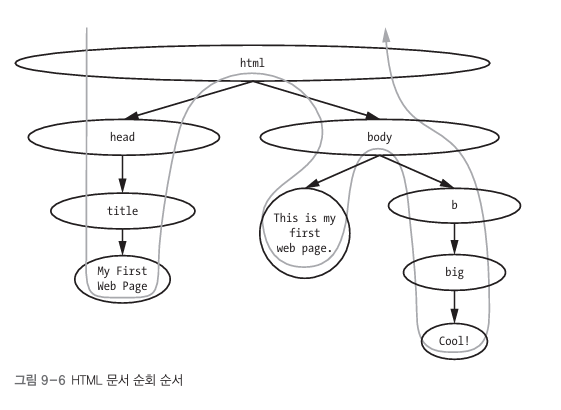 html
head
body
title
This is my
first
web page.
b
My First
Web Page
big
Cool!
그림 9-6 HTML 문서 순회 순서